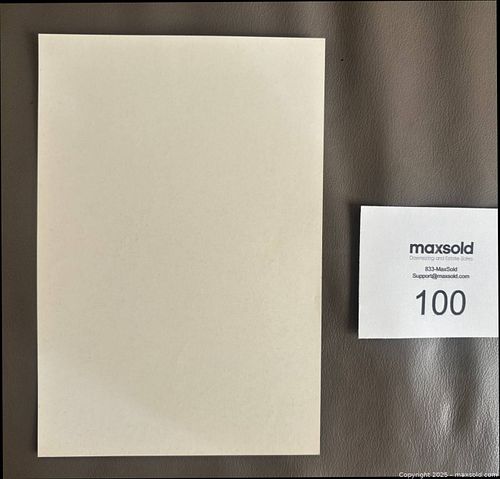 maxsold
Downsizing and Estate Sales
833-MaxSold
Support@maxsold.com
100
Copyright 2025 - maxsold.com